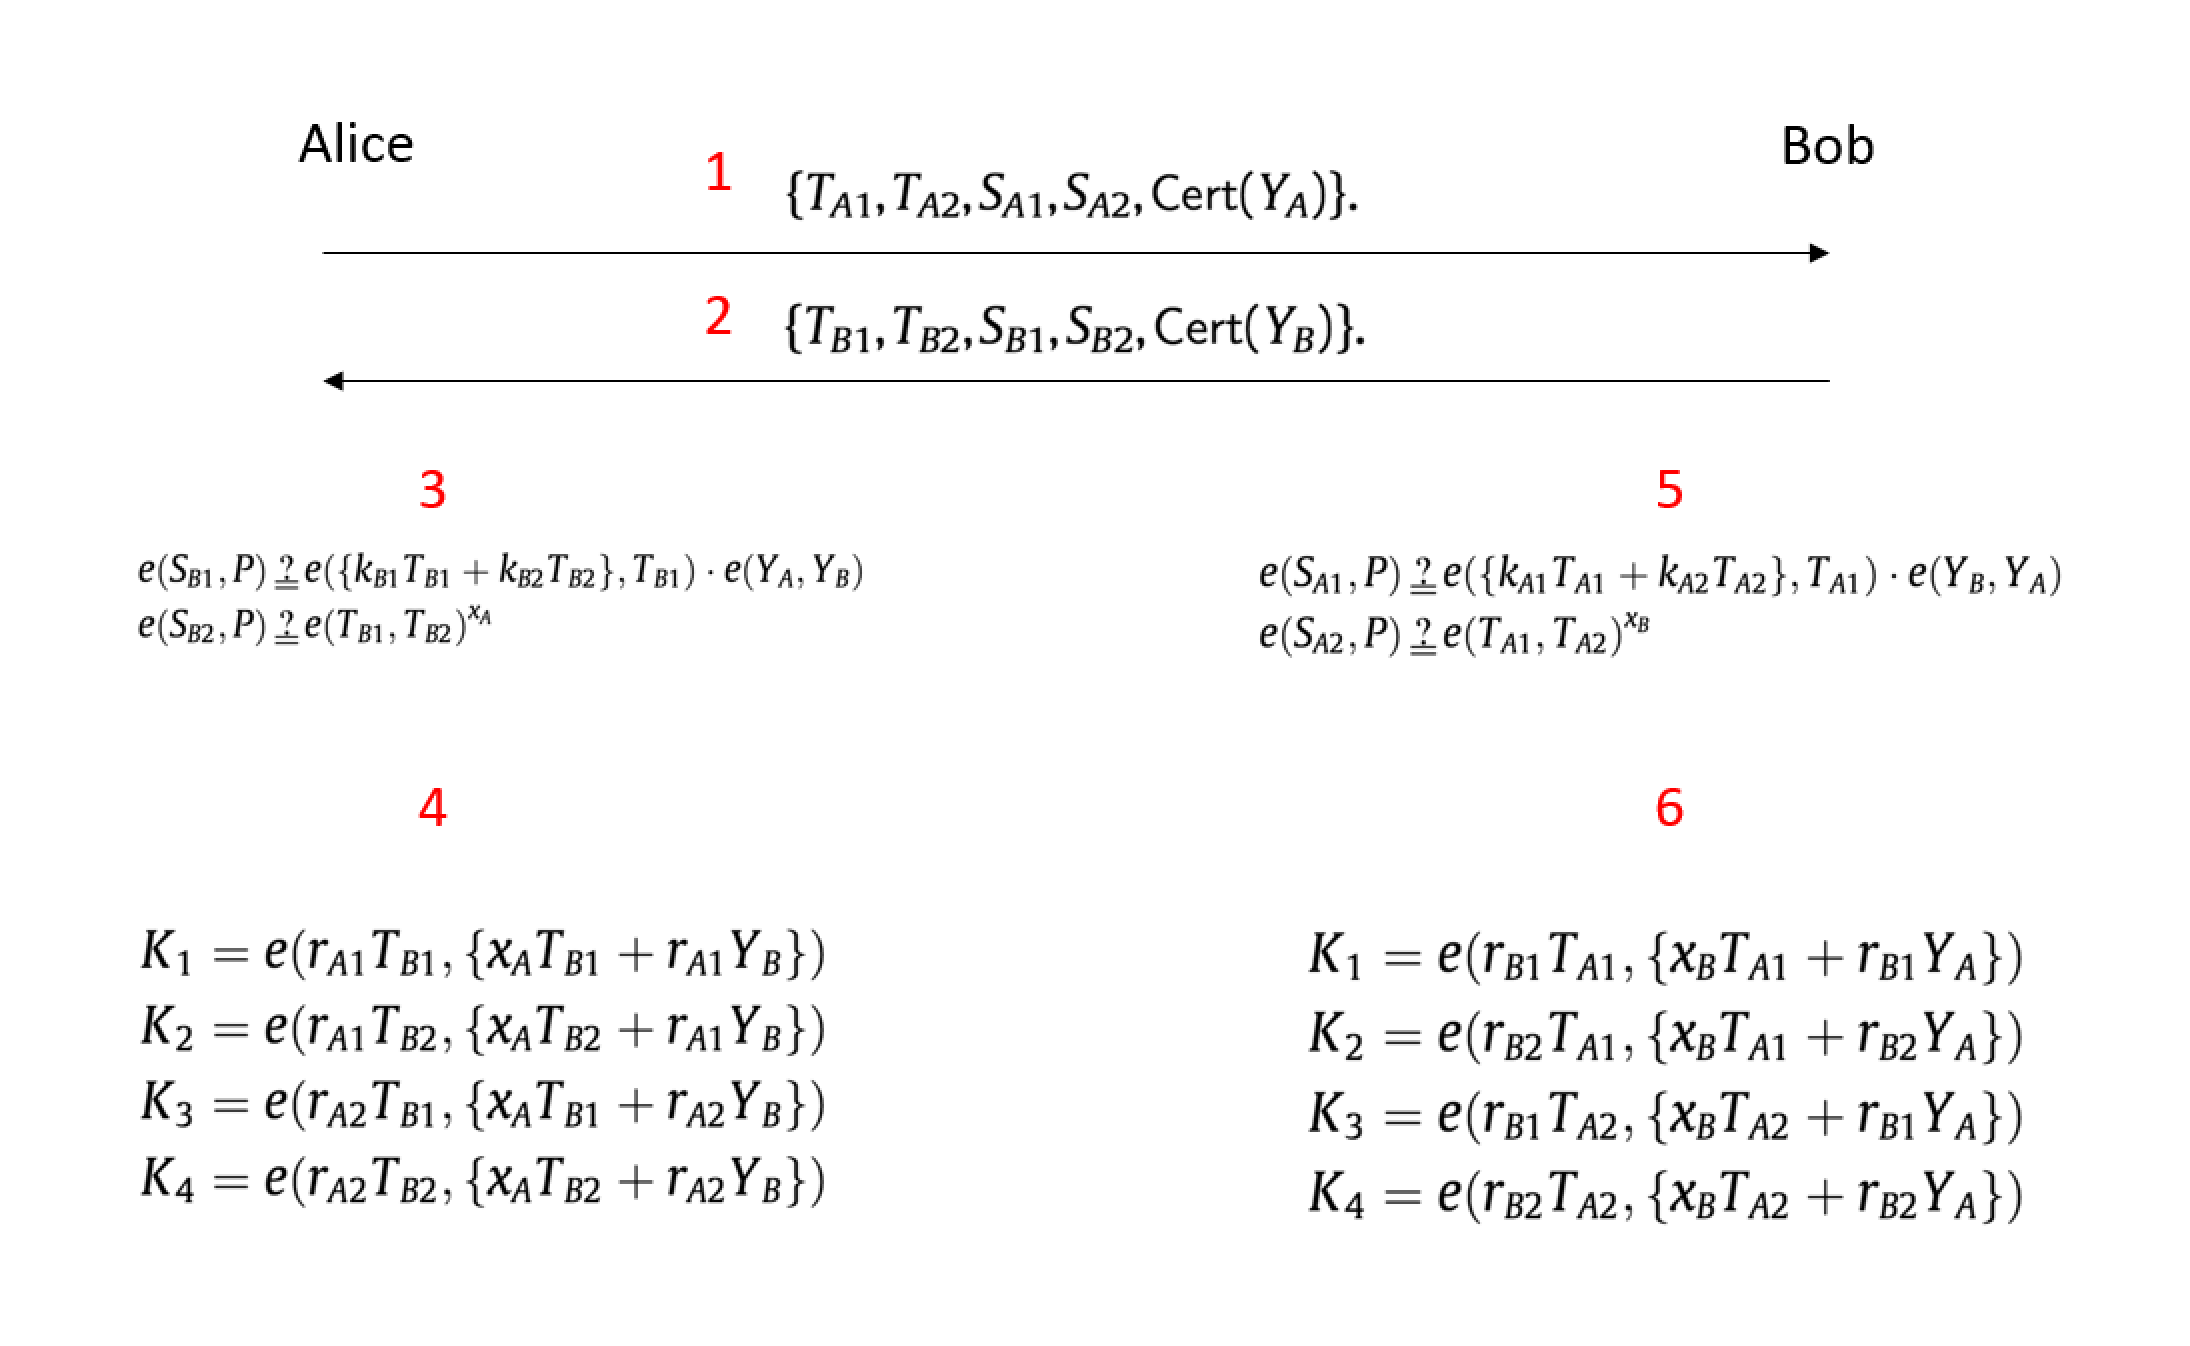 Alice
Bob
1 {T_{A1}, T_{A2}, S_{A1}, S_{A2}, Cert(Y_A)}.
2 {T_{B1}, T_{B2}, S_{B1}, S_{B2}, Cert(Y_B)}.
3
e(S_{B1}, P) ≟ e({k_{B1}T_{B1} + k_{B2}T_{B2}}, T_{B1}) · e(Y_A, Y_B)
e(S_{B2}, P) ≟ e(T_{B1}, T_{B2})^{x_A}
5
e(S_{A1}, P) ≟ e({k_{A1}T_{A1} + k_{A2}T_{A2}}, T_{A1}) · e(Y_B, Y_A)
e(S_{A2}, P) ≟ e(T_{A1}, T_{A2})^{x_B}
4
K_1 = e(r_{A1}T_{B1}, {x_AT_{B1} + r_{A1}Y_B})
K_2 = e(r_{A1}T_{B2}, {x_AT_{B2} + r_{A1}Y_B})
K_3 = e(r_{A2}T_{B1}, {x_AT_{B1} + r_{A2}Y_B})
K_4 = e(r_{A2}T_{B2}, {x_AT_{B2} + r_{A2}Y_B})
6
K_1 = e(r_{B1}T_{A1}, {x_BT_{A1} + r_{B1}Y_A})
K_2 = e(r_{B2}T_{A1}, {x_BT_{A1} + r_{B2}Y_A})
K_3 = e(r_{B1}T_{A2}, {x_BT_{A2} + r_{B1}Y_A})
K_4 = e(r_{B2}T_{A2}, {x_BT_{A2} + r_{B2}Y_A})